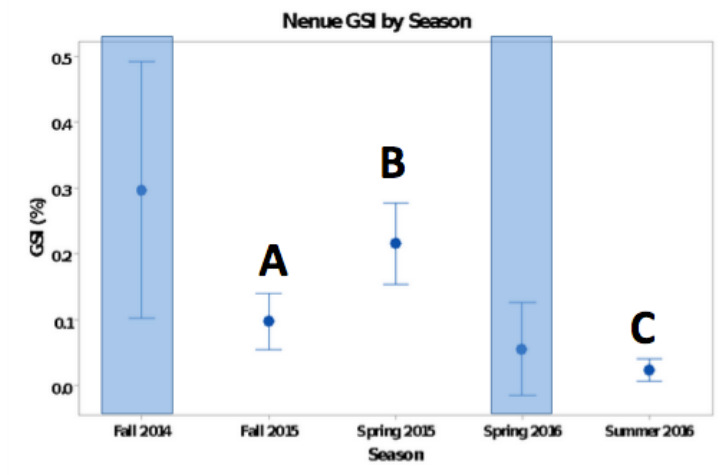 Nenue GSI by Season
0.5
0.4
0.3
0.2
0.1
0.0
GSI (%)
A
B
C
Fall 2014 Fall 2015 Spring 2015 Spring 2016 Summer 2016
Season